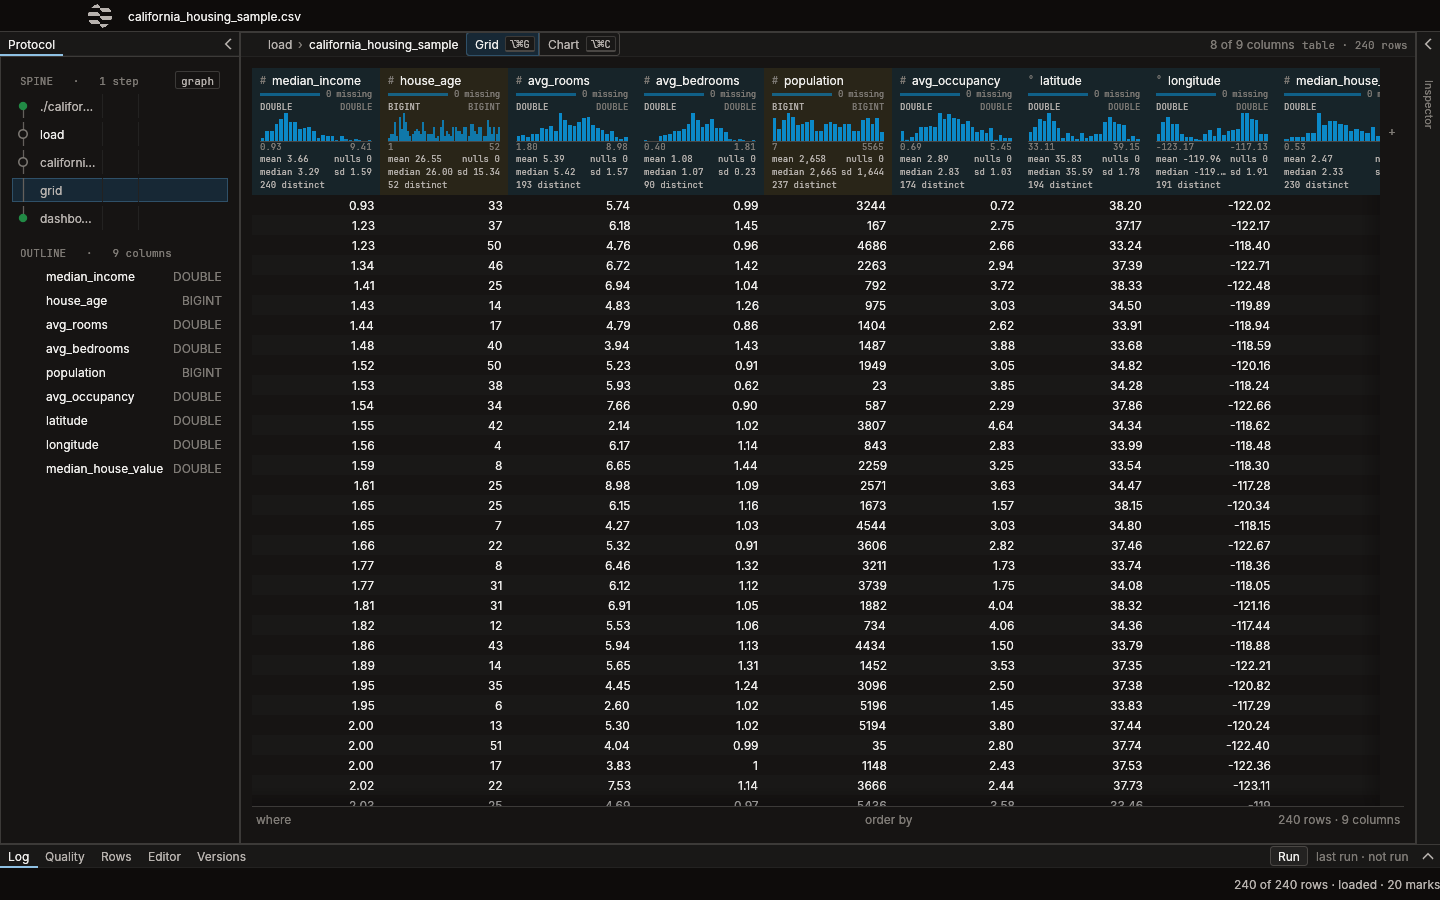 california_housing_sample.csv
Protocol
load › california_housing_sample Grid ⌥⌘G Chart ⌥⌘C 8 of 9 columns table · 240 rows
SPINE · 1 step graph
./califor...
load
californi...
grid
dashbo...
OUTLINE · 9 columns
median_income DOUBLE
house_age BIGINT
avg_rooms DOUBLE
avg_bedrooms DOUBLE
population BIGINT
avg_occupancy DOUBLE
latitude DOUBLE
longitude DOUBLE
median_house_value DOUBLE
# median_income # house_age # avg_rooms # avg_bedrooms # population # avg_occupancy ° latitude ° longitude # median_house_
0 missing 0 missing 0 missing 0 missing 0 missing 0 missing 0 missing 0 missing 0 m
DOUBLE DOUBLE BIGINT BIGINT DOUBLE DOUBLE DOUBLE DOUBLE BIGINT BIGINT DOUBLE DOUBLE DOUBLE DOUBLE DOUBLE DOUBLE DOUBLE
0.93 9.41 1 52 1.80 8.98 0.40 1.81 7 5565 0.69 5.45 33.11 39.15 -123.17 -117.13 0.53
mean 3.66 nulls 0 mean 26.55 nulls 0 mean 5.39 nulls 0 mean 1.08 nulls 0 mean 2,658 nulls 0 mean 2.89 nulls 0 mean 35.83 nulls 0 mean -119.96 nulls 0 mean 2.47 n
median 3.29 sd 1.59 median 26.00 sd 15.34 median 5.42 sd 1.57 median 1.07 sd 0.23 median 2,665 sd 1,644 median 2.83 sd 1.03 median 35.59 sd 1.78 median -119.… sd 1.91 median 2.33 s
240 distinct 52 distinct 193 distinct 90 distinct 237 distinct 174 distinct 194 distinct 191 distinct 230 distinct
0.93 33 5.74 0.99 3244 0.72 38.20 -122.02
1.23 37 6.18 1.45 167 2.75 37.17 -122.17
1.23 50 4.76 0.96 4686 2.66 33.24 -118.40
1.34 46 6.72 1.42 2263 2.94 37.39 -122.71
1.41 25 6.94 1.04 792 3.72 38.33 -122.48
1.43 14 4.83 1.26 975 3.03 34.50 -119.89
1.44 17 4.79 0.86 1404 2.62 33.91 -118.94
1.48 40 3.94 1.43 1487 3.88 33.68 -118.59
1.52 50 5.23 0.91 1949 3.05 34.82 -120.16
1.53 38 5.93 0.62 23 3.85 34.28 -118.24
1.54 34 7.66 0.90 587 2.29 37.86 -122.66
1.55 42 2.14 1.02 3807 4.64 34.34 -118.62
1.56 4 6.17 1.14 843 2.83 33.99 -118.48
1.59 8 6.65 1.44 2259 3.25 33.54 -118.30
1.61 25 8.98 1.09 2571 3.63 34.47 -117.28
1.65 25 6.15 1.16 1673 1.57 38.15 -120.34
1.65 7 4.27 1.03 4544 3.03 34.80 -118.15
1.66 22 5.32 0.91 3606 2.82 37.46 -122.67
1.77 8 6.46 1.32 3211 1.73 33.74 -118.36
1.77 31 6.12 1.12 3739 1.75 34.08 -118.05
1.81 31 6.91 1.05 1882 4.04 38.32 -121.16
1.82 12 5.53 1.06 734 4.06 34.36 -117.44
1.86 43 5.94 1.13 4434 1.50 33.79 -118.88
1.89 14 5.65 1.31 1452 3.53 37.35 -122.21
1.95 35 4.45 1.24 3096 2.50 37.38 -120.82
1.95 6 2.60 1.02 5196 1.45 33.83 -117.29
2.00 13 5.30 1.02 5194 3.80 37.44 -120.24
2.00 51 4.04 0.99 35 2.80 37.74 -122.40
2.00 17 3.83 1 1148 2.43 37.53 -122.36
2.02 22 7.53 1.14 3666 2.44 37.73 -123.11
2.03 25 4.69 0.97 5436 3.58 33.46 -119
where order by 240 rows · 9 columns
Inspector
+
Log Quality Rows Editor Versions Run last run · not run
240 of 240 rows · loaded · 20 marks